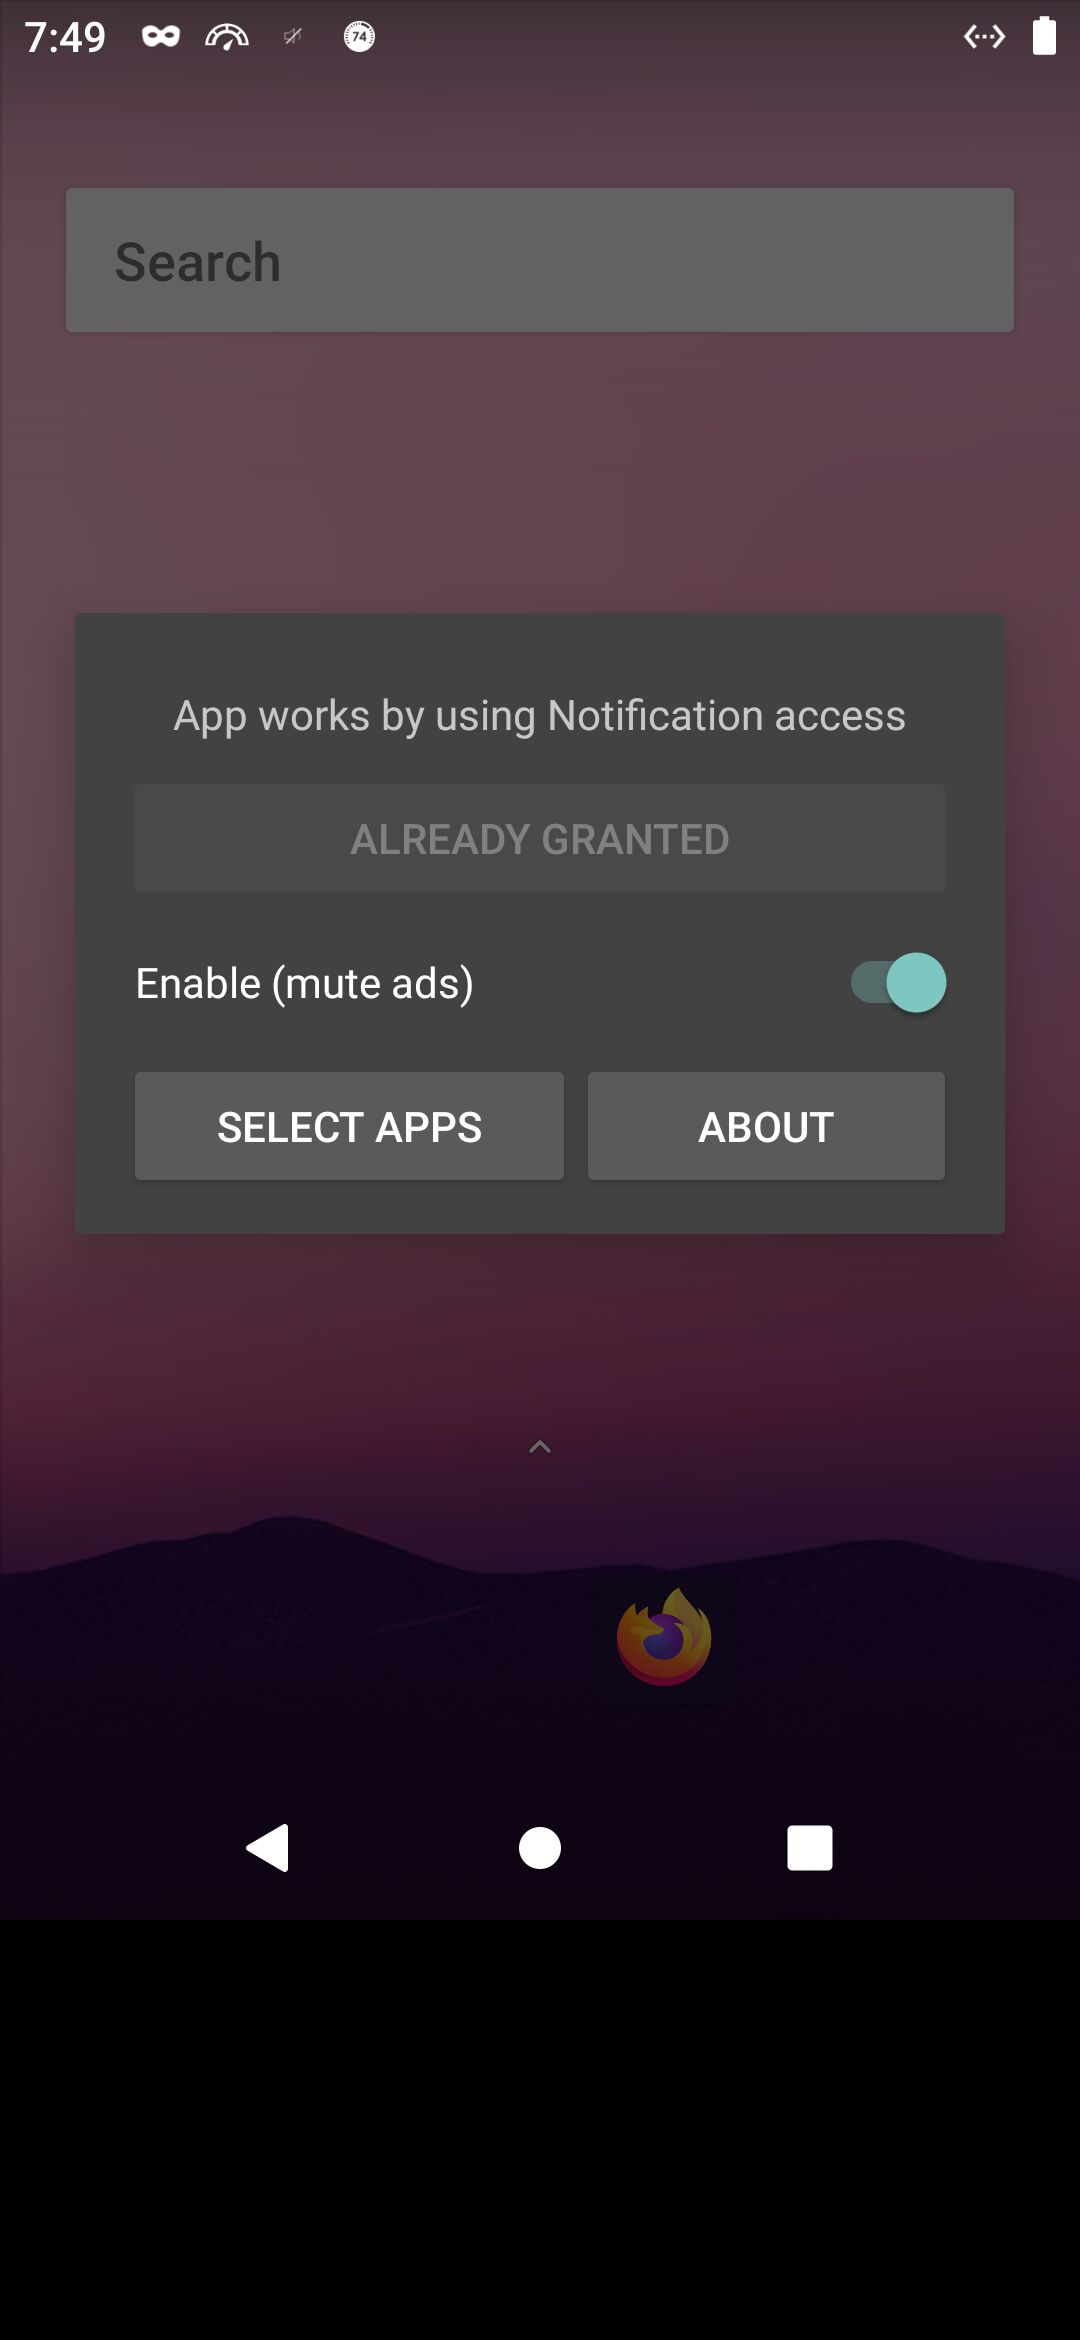 7:49
74
Search
App works by using Notification access
ALREADY GRANTED
Enable (mute ads)
SELECT APPS
ABOUT